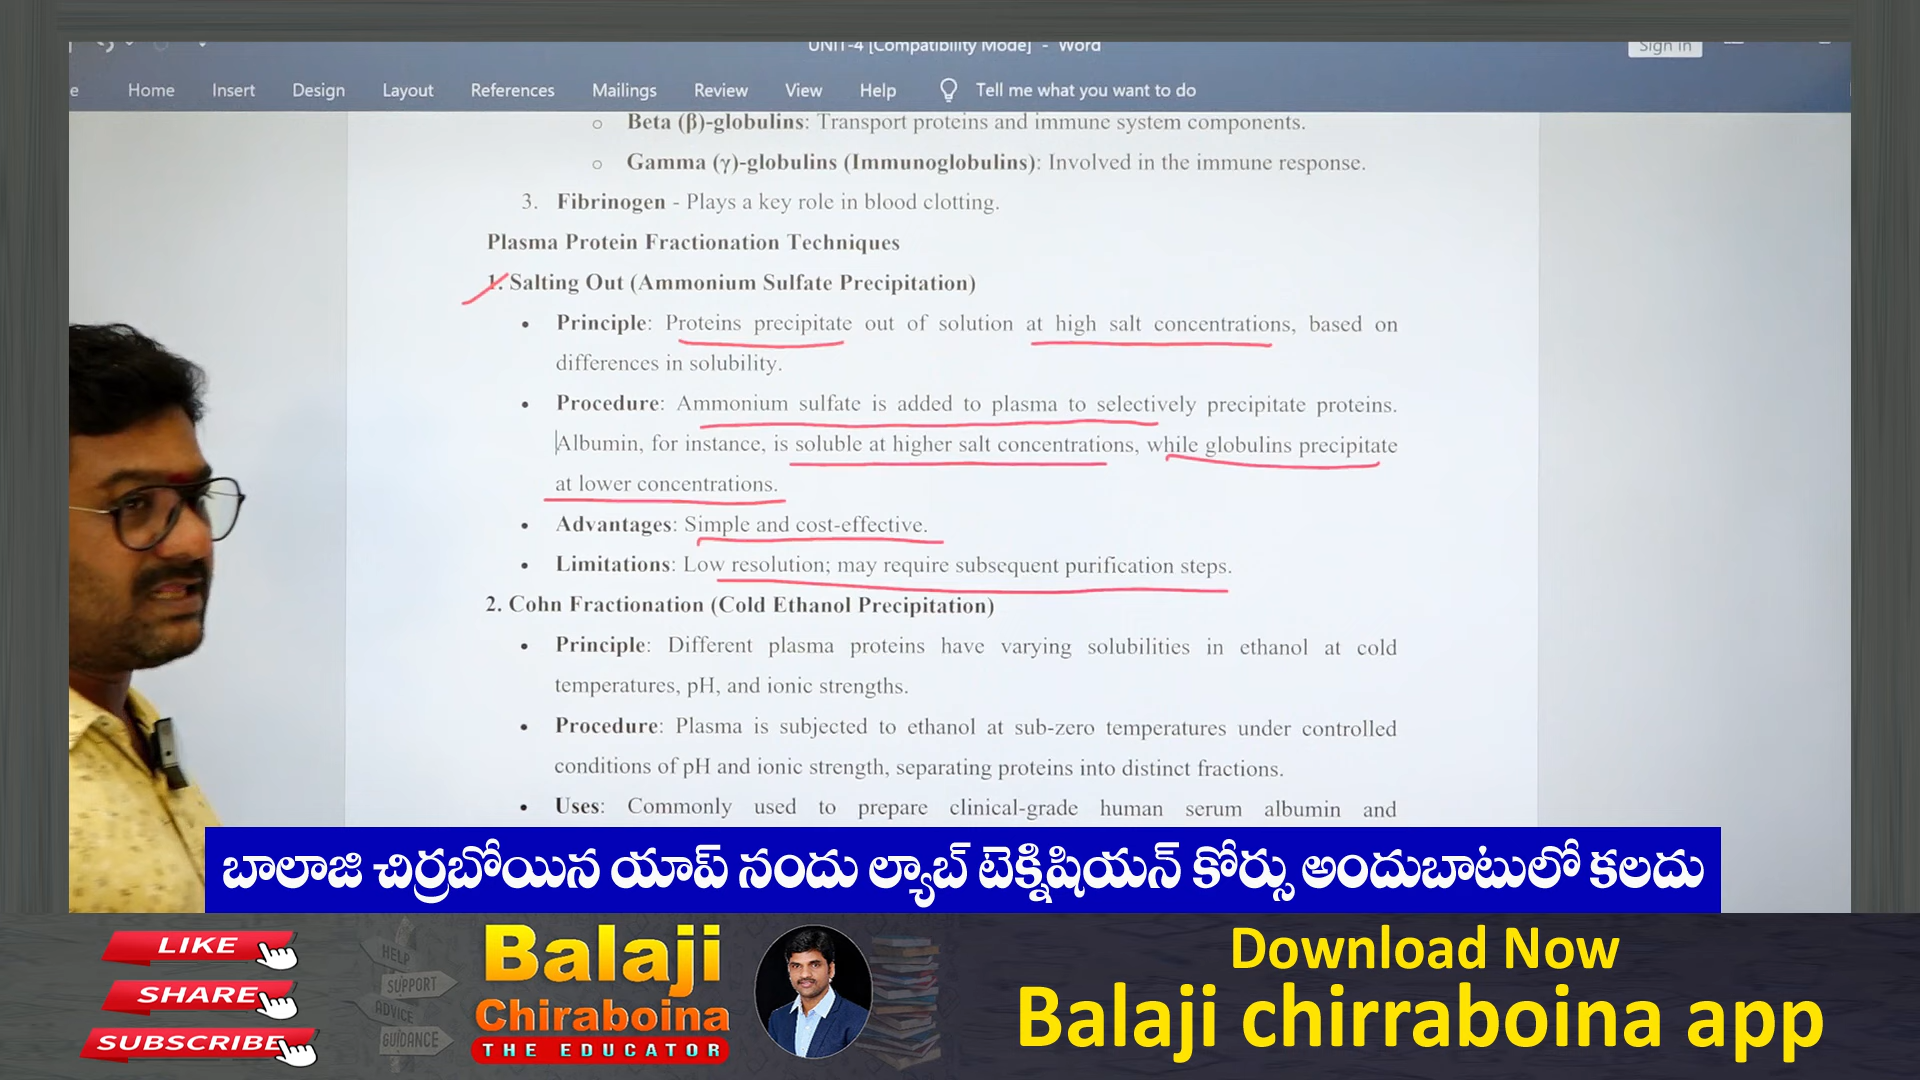 UNIT-4 [Compatibility Mode] - Word
Sign in
Home Insert Design Layout References Mailings Review View Help Tell me what you want to do
○ Beta (β)-globulins: Transport proteins and immune system components.
○ Gamma (γ)-globulins (Immunoglobulins): Involved in the immune response.
3. Fibrinogen - Plays a key role in blood clotting.
Plasma Protein Fractionation Techniques
1. Salting Out (Ammonium Sulfate Precipitation)
• Principle: Proteins precipitate out of solution at high salt concentrations, based on
differences in solubility.
• Procedure: Ammonium sulfate is added to plasma to selectively precipitate proteins.
Albumin, for instance, is soluble at higher salt concentrations, while globulins precipitate
at lower concentrations.
• Advantages: Simple and cost-effective.
• Limitations: Low resolution; may require subsequent purification steps.
2. Cohn Fractionation (Cold Ethanol Precipitation)
• Principle: Different plasma proteins have varying solubilities in ethanol at cold
temperatures, pH, and ionic strengths.
• Procedure: Plasma is subjected to ethanol at sub-zero temperatures under controlled
conditions of pH and ionic strength, separating proteins into distinct fractions.
• Uses: Commonly used to prepare clinical-grade human serum albumin and
బాలాజి చిర్రబోయిన యాప్ నందు ల్యాబ్ టెక్నిషియన్ కోర్సు అందుబాటులో కలదు
LIKE
SHARE
SUBSCRIBE
HELP
SUPPORT
ADVICE
GUIDANCE
Balaji
Chiraboina
THE EDUCATOR
Download Now
Balaji chirraboina app